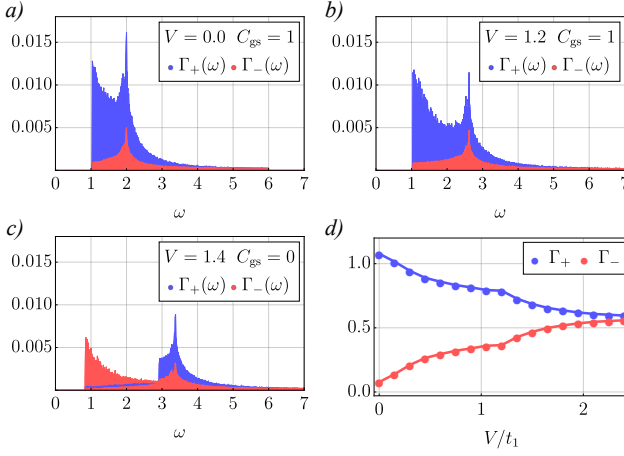 a)
V = 0.0 C_gs = 1
Γ₊(ω) Γ₋(ω)
0.015
0.010
0.005
0 1 2 3 4 5 6 7
ω
b)
V = 1.2 C_gs = 1
Γ₊(ω) Γ₋(ω)
0.015
0.010
0.005
0 1 2 3 4 5 6 7
ω
c)
V = 1.4 C_gs = 0
Γ₊(ω) Γ₋(ω)
0.015
0.010
0.005
0 1 2 3 4 5 6 7
ω
d)
Γ₊ Γ₋
1.0
0.5
0.0
0 1 2
V/t₁